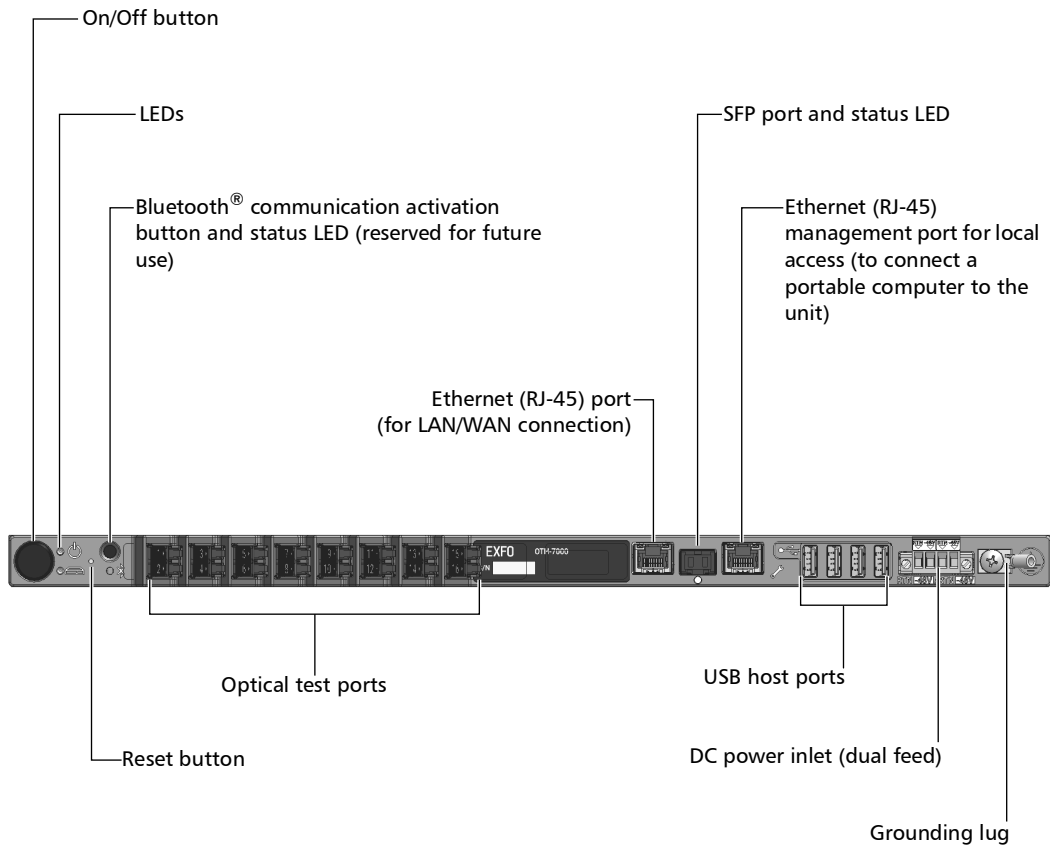 On/Off button
LEDs
SFP port and status LED
Bluetooth® communication activation
button and status LED (reserved for future
use)
Ethernet (RJ-45)
management port for local
access (to connect a
portable computer to the
unit)
Ethernet (RJ-45) port
(for LAN/WAN connection)
EXFO
OTH-7000
Optical test ports
USB host ports
Reset button
DC power inlet (dual feed)
Grounding lug